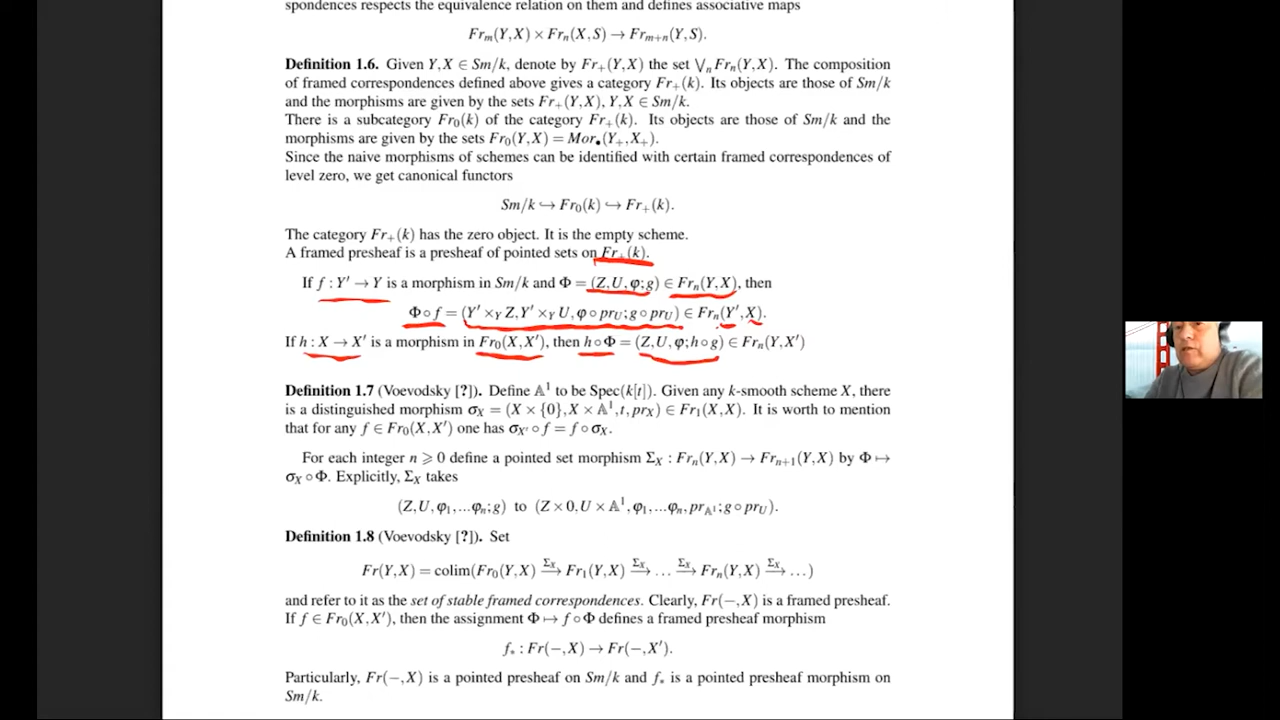 spondences respects the equivalence relation on them and defines associative maps
Fr_m(Y,X) × Fr_n(X,S) → Fr_{m+n}(Y,S).
Definition 1.6. Given Y,X ∈ Sm/k, denote by Fr_+(Y,X) the set ⋁_n Fr_n(Y,X). The composition
of framed correspondences defined above gives a category Fr_+(k). Its objects are those of Sm/k
and the morphisms are given by the sets Fr_+(Y,X), Y,X ∈ Sm/k.
There is a subcategory Fr_0(k) of the category Fr_+(k). Its objects are those of Sm/k and the
morphisms are given by the sets Fr_0(Y,X) = Mor_•(Y_+,X_+).
Since the naive morphisms of schemes can be identified with certain framed correspondences of
level zero, we get canonical functors
Sm/k ↪ Fr_0(k) ↪ Fr_+(k).
The category Fr_+(k) has the zero object. It is the empty scheme.
A framed presheaf is a presheaf of pointed sets on Fr_+(k).
If f : Y′ → Y is a morphism in Sm/k and Φ = (Z,U,φ;g) ∈ Fr_n(Y,X), then
Φ∘f = (Y′ ×_Y Z, Y′ ×_Y U, φ∘pr_U; g∘pr_U) ∈ Fr_n(Y′,X).
If h : X → X′ is a morphism in Fr_0(X,X′), then h∘Φ = (Z,U,φ;h∘g) ∈ Fr_n(Y,X′)
Definition 1.7 (Voevodsky [?]). Define 𝔸^1 to be Spec(k[t]). Given any k-smooth scheme X, there
is a distinguished morphism σ_X = (X × {0}, X × 𝔸^1, t, pr_X) ∈ Fr_1(X,X). It is worth to mention
that for any f ∈ Fr_0(X,X′) one has σ_{X′} ∘ f = f ∘ σ_X.
For each integer n ⩾ 0 define a pointed set morphism Σ_X : Fr_n(Y,X) → Fr_{n+1}(Y,X) by Φ ↦
σ_X ∘ Φ. Explicitly, Σ_X takes
(Z,U,φ_1,...φ_n;g) to (Z × 0,U × 𝔸^1,φ_1,...φ_n,pr_{𝔸^1};g∘pr_U).
Definition 1.8 (Voevodsky [?]). Set
Fr(Y,X) = colim(Fr_0(Y,X) →^{Σ_X} Fr_1(Y,X) →^{Σ_X} ... →^{Σ_X} Fr_n(Y,X) →^{Σ_X} ...)
and refer to it as the set of stable framed correspondences. Clearly, Fr(−,X) is a framed presheaf.
If f ∈ Fr_0(X,X′), then the assignment Φ ↦ f ∘ Φ defines a framed presheaf morphism
f_* : Fr(−,X) → Fr(−,X′).
Particularly, Fr(−,X) is a pointed presheaf on Sm/k and f_* is a pointed presheaf morphism on
Sm/k.